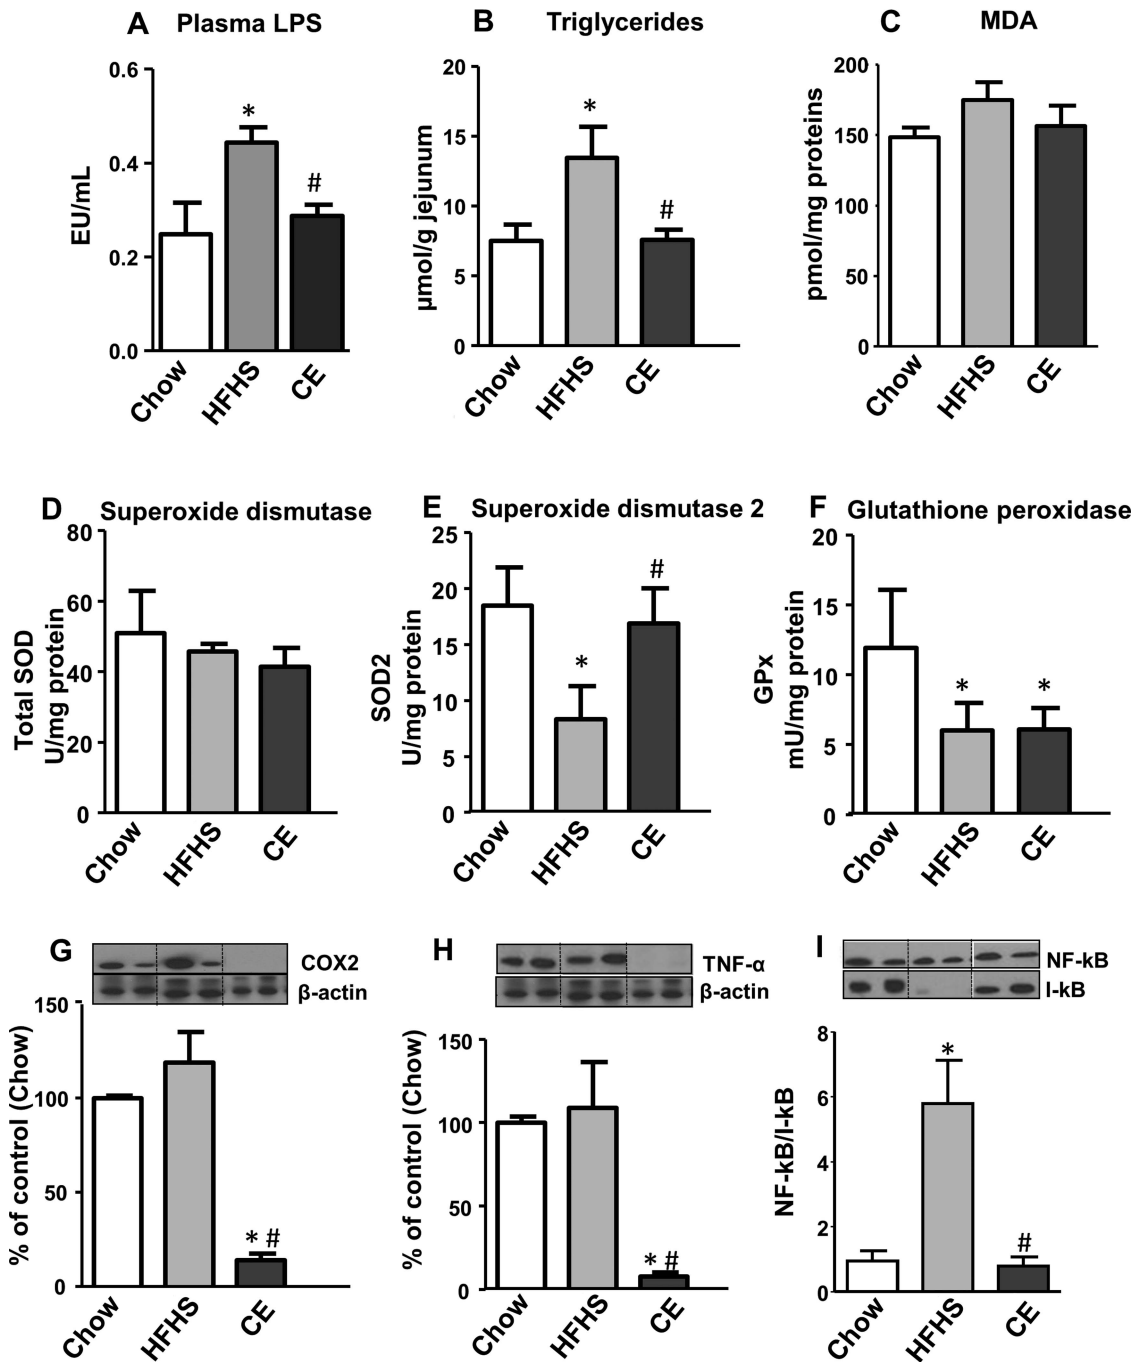 A Plasma LPS
EU/mL
0.6
0.4
0.2
0.0
*
#
Chow
HFHS
CE
B Triglycerides
µmol/g jejunum
20
15
10
5
0
*
#
Chow
HFHS
CE
C MDA
pmol/mg proteins
200
150
100
50
0
Chow
HFHS
CE
D Superoxide dismutase
Total SOD
U/mg protein
80
60
40
20
0
Chow
HFHS
CE
E Superoxide dismutase 2
SOD2
U/mg protein
25
20
15
10
5
0
*
#
Chow
HFHS
CE
F Glutathione peroxidase
GPx
mU/mg protein
20
15
10
5
0
*
*
Chow
HFHS
CE
G
COX2
β-actin
% of control (Chow)
150
100
50
0
* #
Chow
HFHS
CE
H
TNF-α
β-actin
% of control (Chow)
150
100
50
0
* #
Chow
HFHS
CE
I
NF-kB
I-kB
NF-kB/I-kB
8
6
4
2
0
*
#
Chow
HFHS
CE